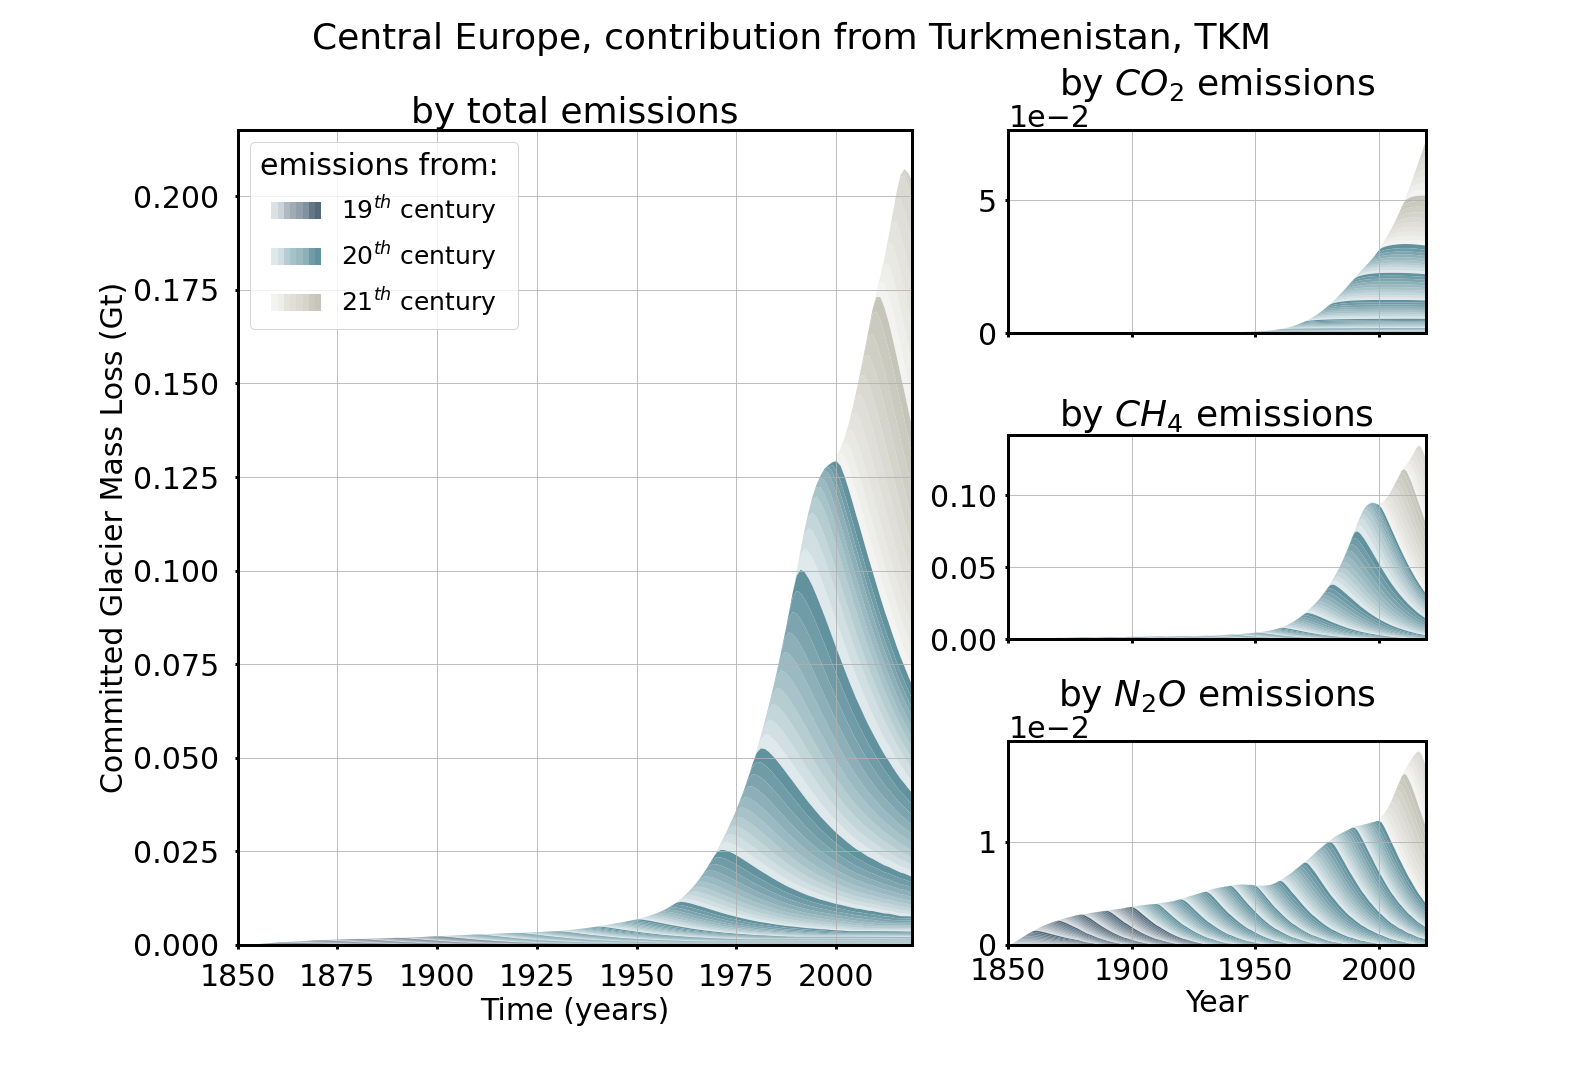 Central Europe, contribution from Turkmenistan, TKM
by total emissions
Committed Glacier Mass Loss (Gt)
0.200
0.175
0.150
0.125
0.100
0.075
0.050
0.025
0.000
emissions from:
19th century
20th century
21th century
1850 1875 1900 1925 1950 1975 2000
Time (years)
by CO2 emissions
1e−2
5
0
by CH4 emissions
0.10
0.05
0.00
by N2O emissions
1e−2
1
0
1850 1900 1950 2000
Year